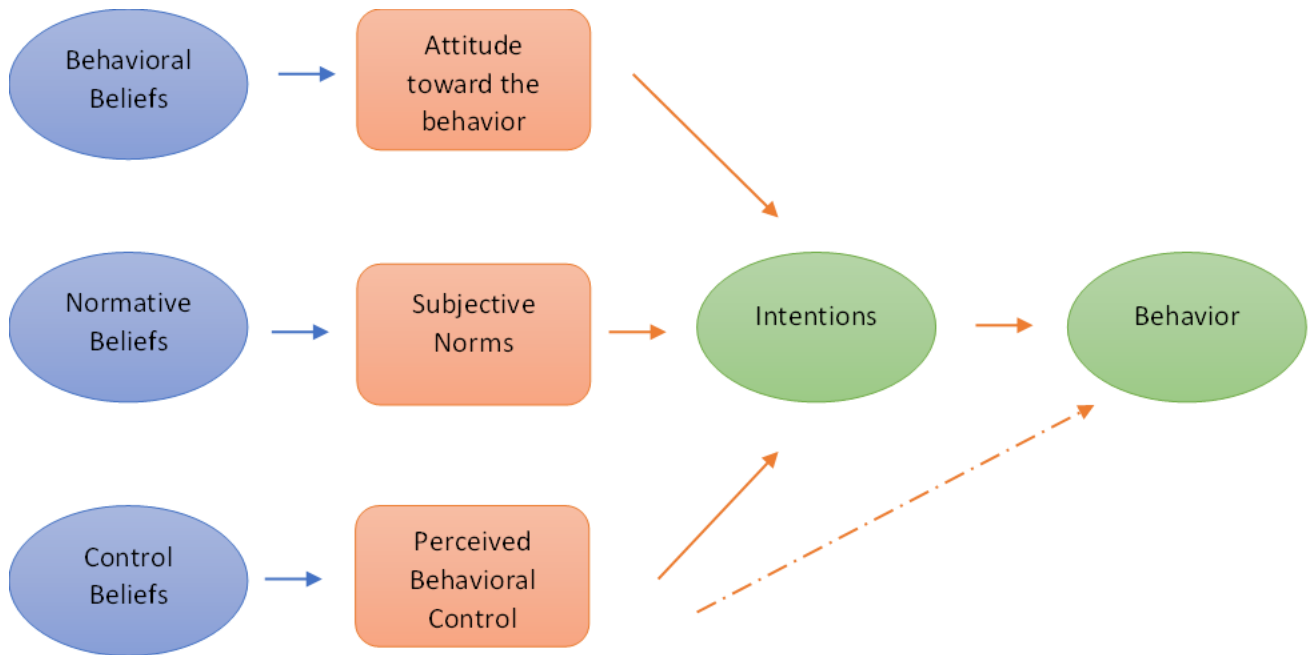 Behavioral
Beliefs
Attitude
toward the
behavior
Normative
Beliefs
Subjective
Norms
Intentions
Behavior
Control
Beliefs
Perceived
Behavioral
Control